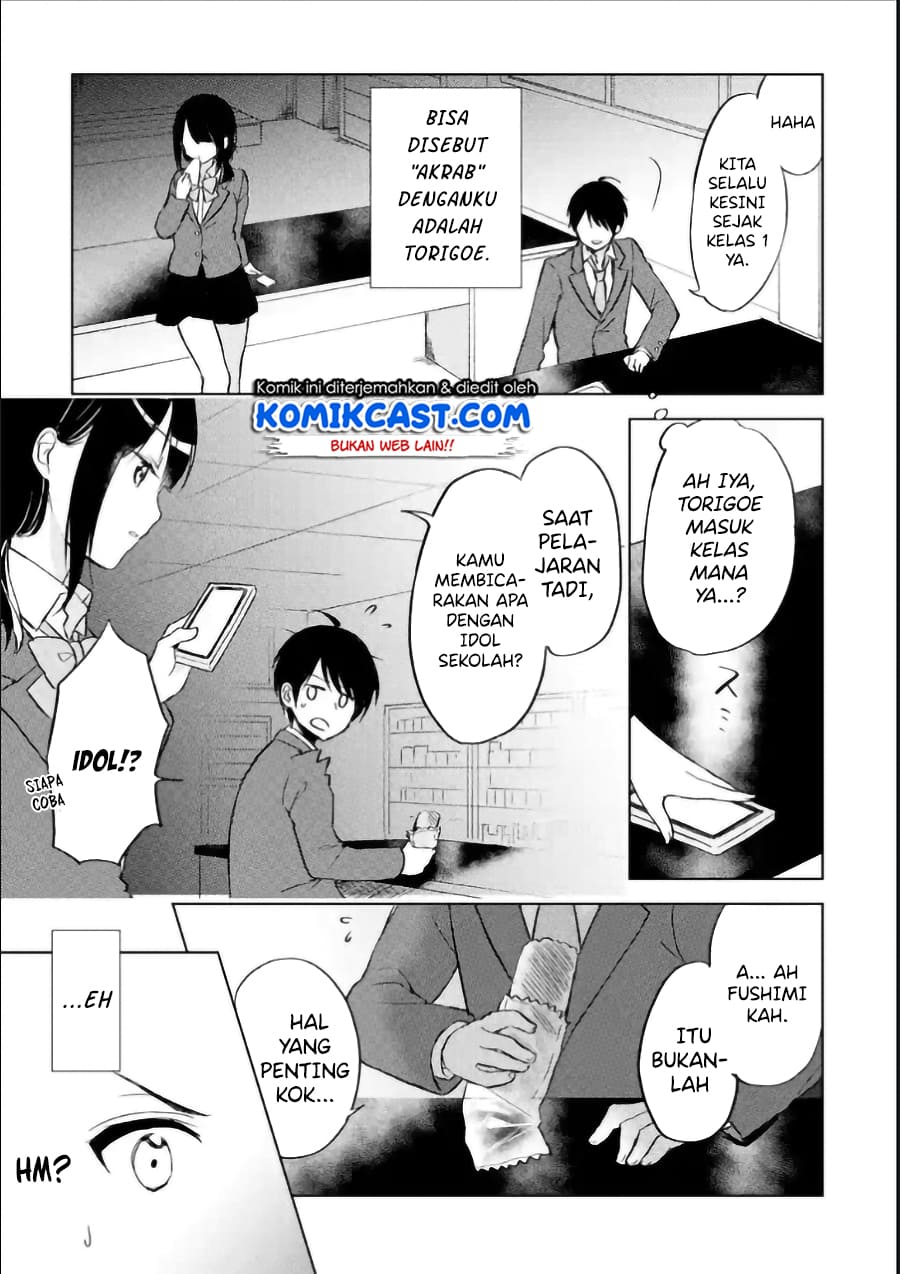 HAHA
KITA
SELALU
KESINI
SEJAK
KELAS 1
YA.
BISA
DISEBUT
"AKRAB"
DENGANKU
ADALAH
TORIGOE.
Komik ini diterjemahkan & diedit oleh
KOMIKCAST.COM
BUKAN WEB LAIN!!
AH IYA,
TORIGOE
MASUK
KELAS
MANA
YA...?
スー
SAAT
PELA-
JARAN
TADI,
KAMU
MEMBICA-
RAKAN APA
DENGAN
IDOL
SEKOLAH?
IDOL!?
SIAPA
COBA
A... AH
FUSHIMI
KAH.
ITU
BUKAN-
LAH
HAL
YANG
PENTING
KOK...
...EH
HM?